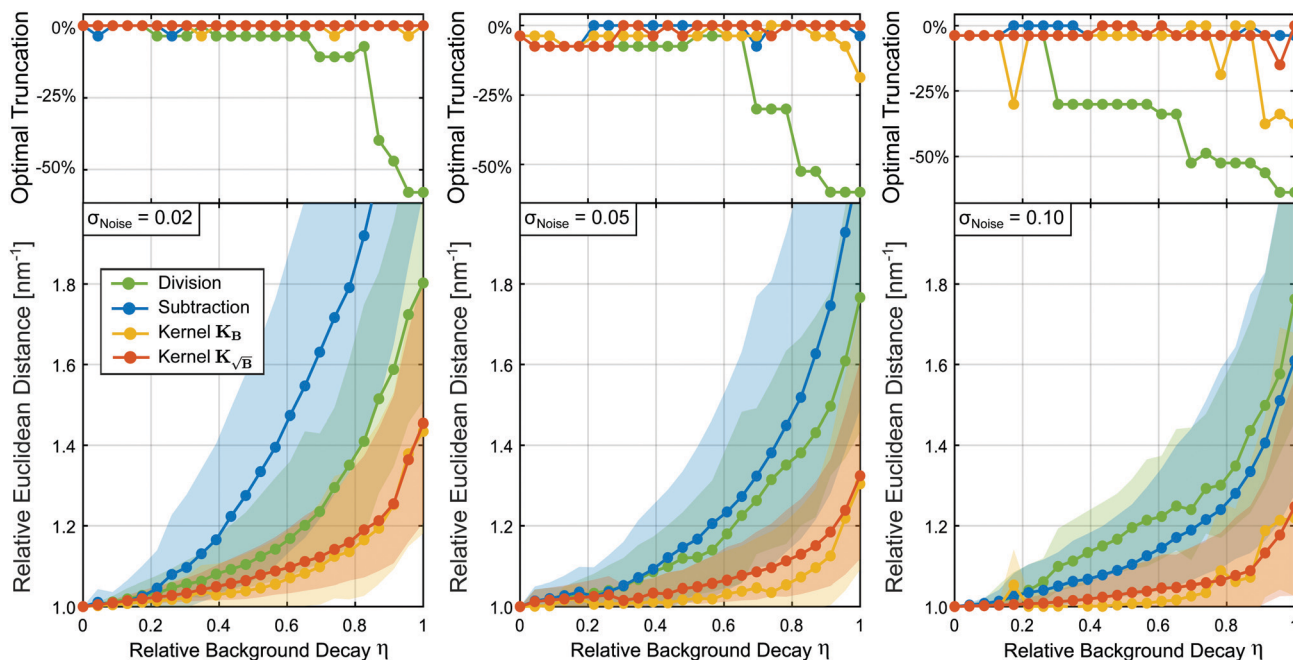 Optimal Truncation
0%
-25%
-50%
Optimal Truncation
0%
-25%
-50%
Optimal Truncation
0%
-25%
-50%
σNoise = 0.02
σNoise = 0.05
σNoise = 0.10
Division
Subtraction
Kernel K_B
Kernel K_√B
Relative Euclidean Distance [nm⁻¹]
1.8
1.6
1.4
1.2
1.0
Relative Euclidean Distance [nm⁻¹]
1.8
1.6
1.4
1.2
1.0
Relative Euclidean Distance [nm⁻¹]
1.8
1.6
1.4
1.2
1.0
0 0.2 0.4 0.6 0.8 1
0 0.2 0.4 0.6 0.8 1
0 0.2 0.4 0.6 0.8 1
Relative Background Decay η
Relative Background Decay η
Relative Background Decay η